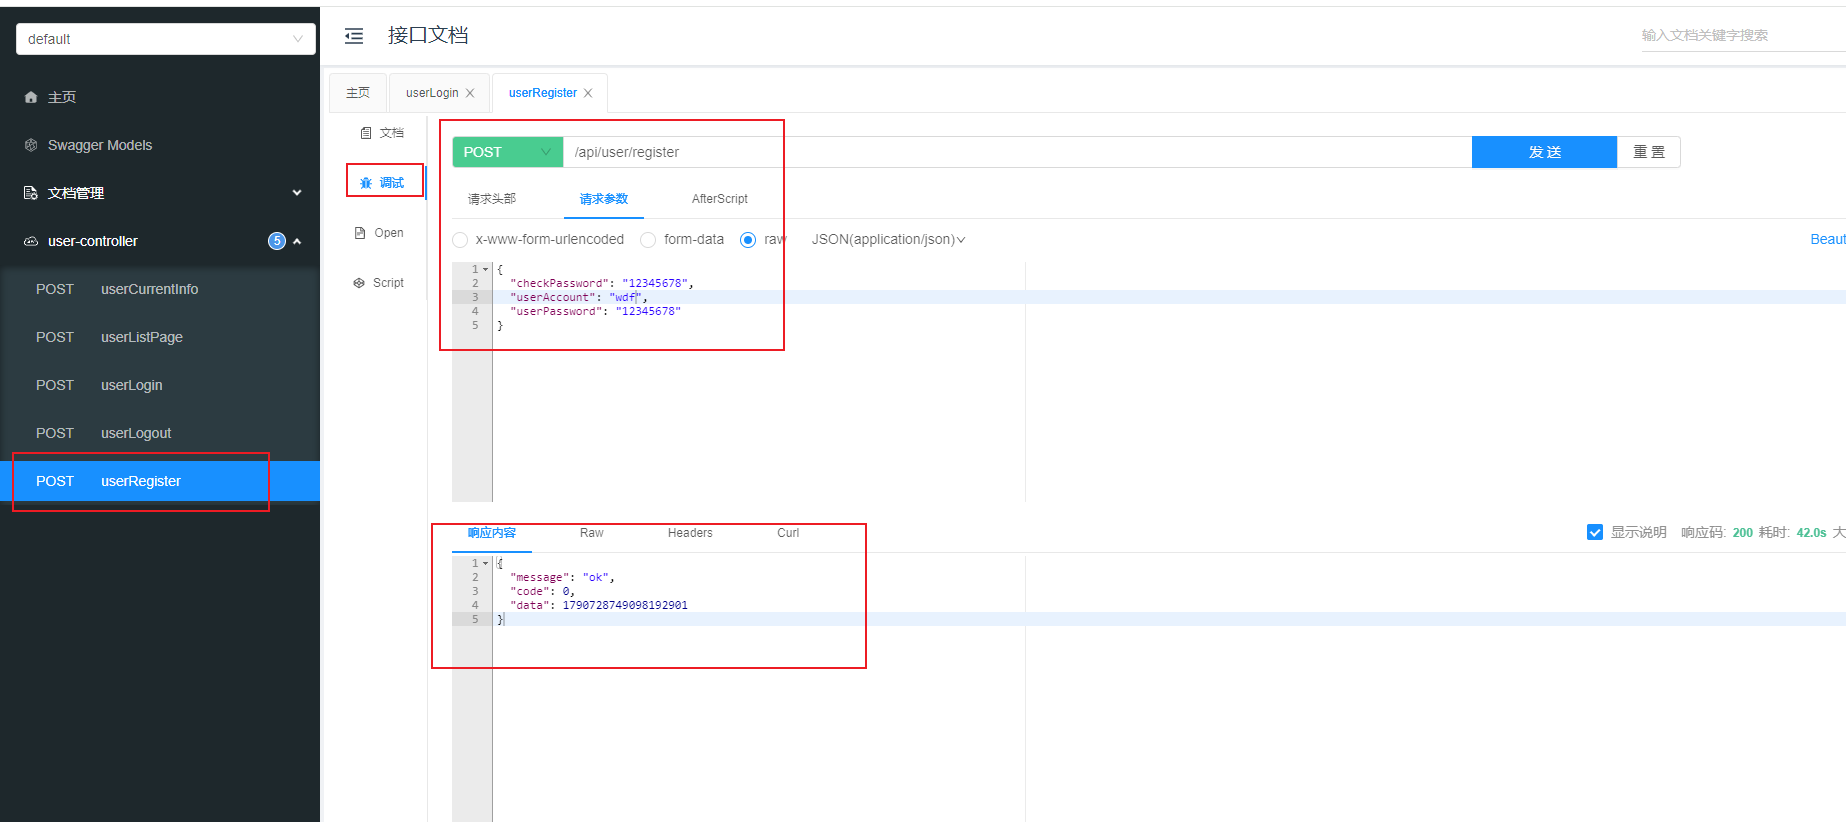 default
主页
Swagger Models
文档管理
user-controller 5
POST userCurrentInfo
POST userListPage
POST userLogin
POST userLogout
POST userRegister
接口文档
输入文档关键字搜索
主页 userLogin userRegister
文档
调试
Open
Script
POST /api/user/register 发 送 重 置
请求头部 请求参数 AfterScript
x-www-form-urlencoded form-data raw JSON(application/json) Beaut
1 {
2 "checkPassword": "12345678",
3 "userAccount": "wdf",
4 "userPassword": "12345678"
5 }
响应内容 Raw Headers Curl 显示说明 响应码: 200 耗时: 42.0s 大
1 {
2 "message": "ok",
3 "code": 0,
4 "data": 1790728749098192901
5 }